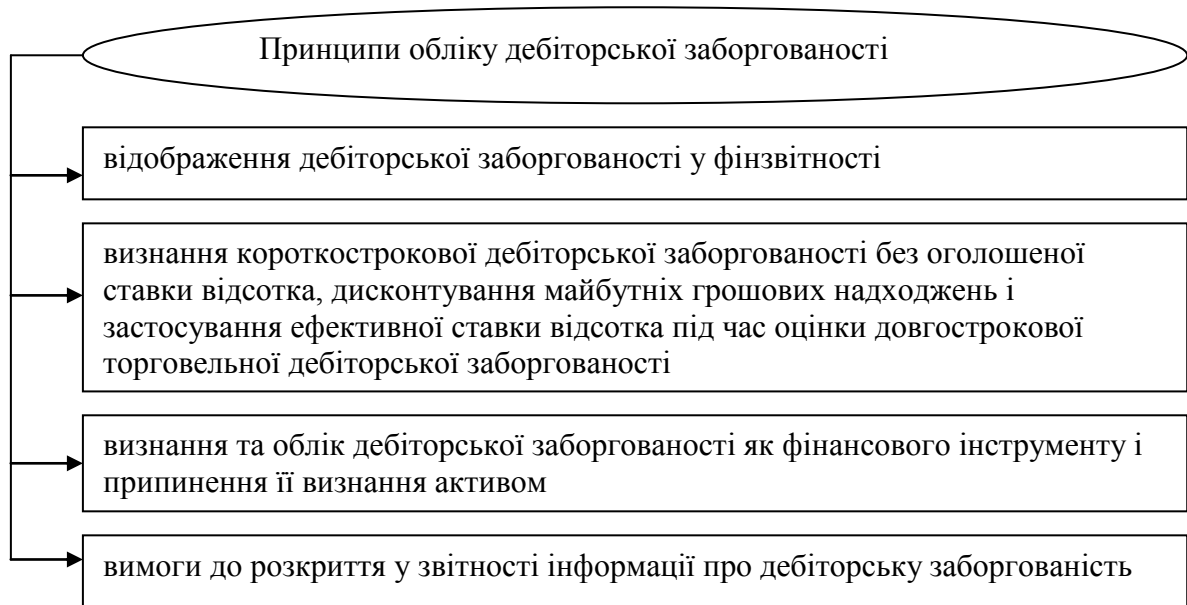 Принципи обліку дебіторської заборгованості
відображення дебіторської заборгованості у фінзвітності
визнання короткострокової дебіторської заборгованості без оголошеної
ставки відсотка, дисконтування майбутніх грошових надходжень і
застосування ефективної ставки відсотка під час оцінки довгострокової
торговельної дебіторської заборгованості
визнання та облік дебіторської заборгованості як фінансового інструменту і
припинення її визнання активом
вимоги до розкриття у звітності інформації про дебіторську заборгованість